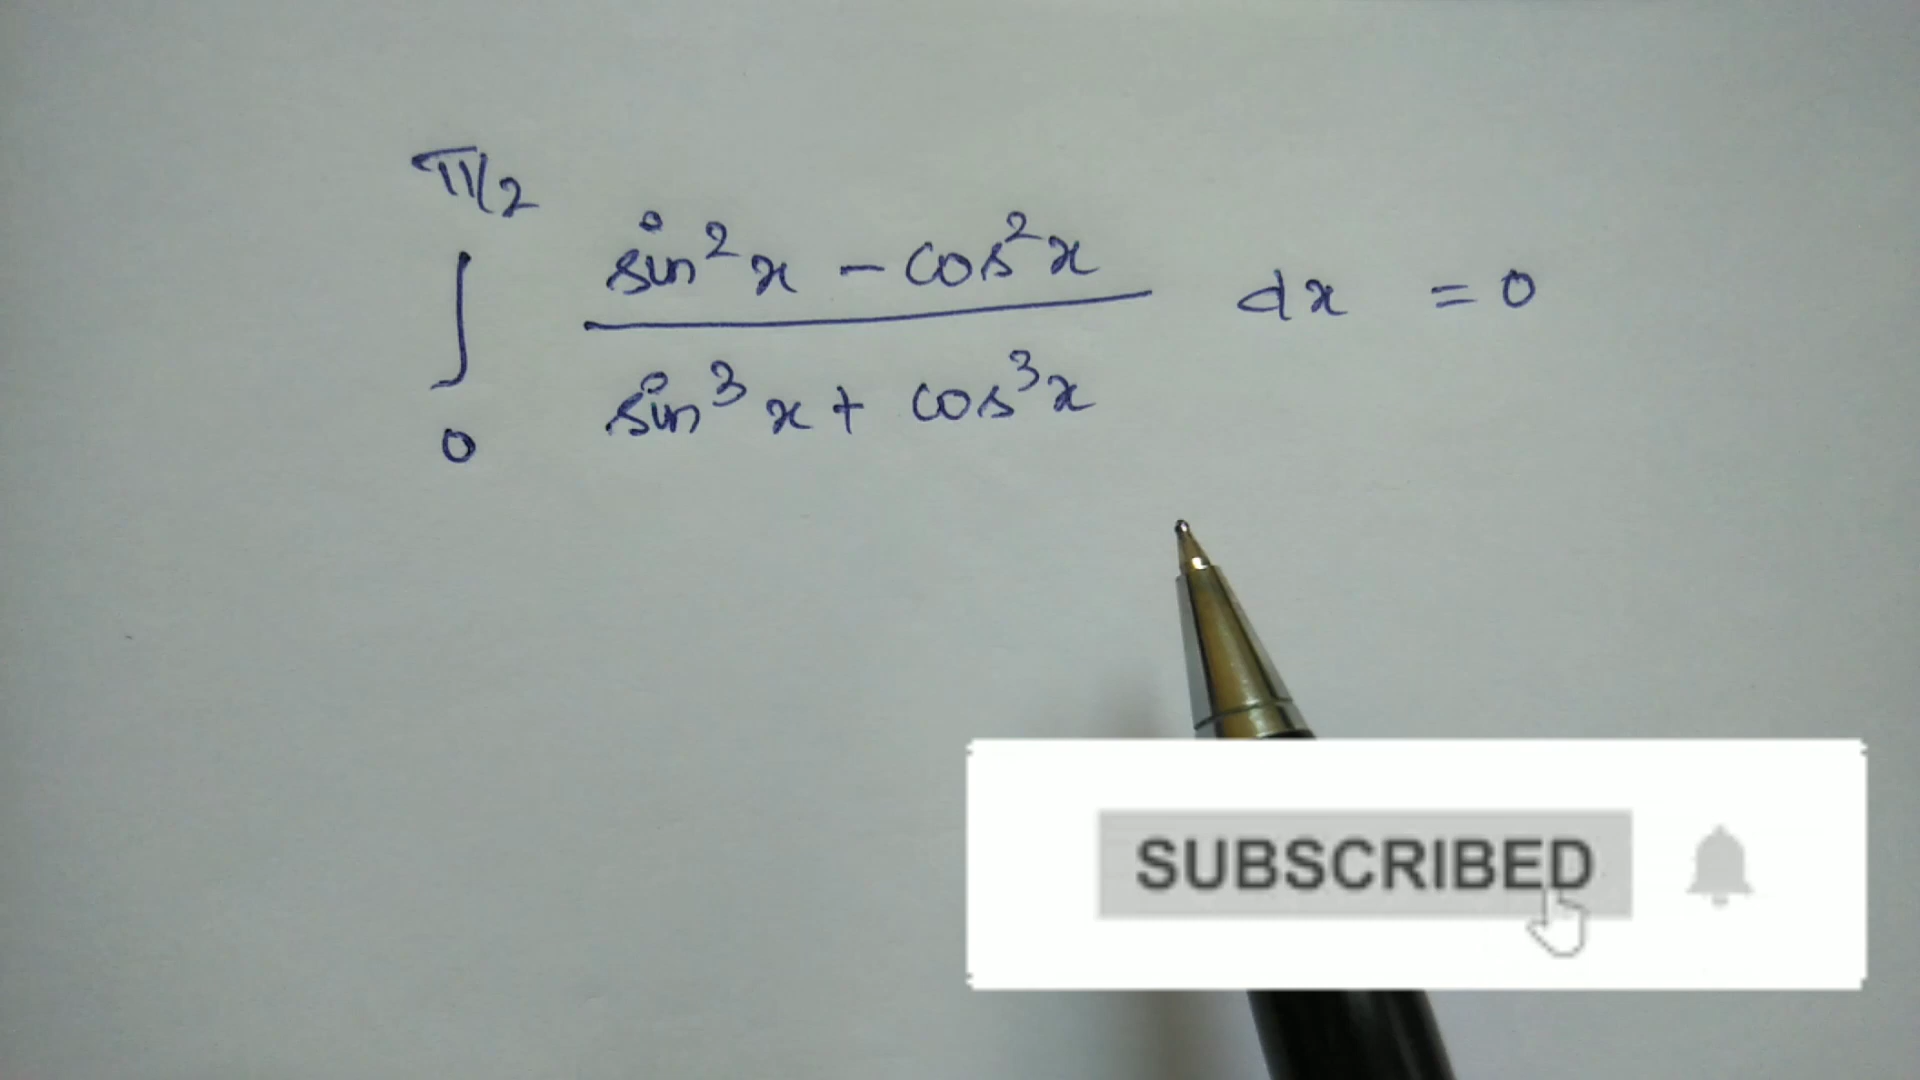 π/2
∫ sin²x − cos²x dx = 0
0 sin³x + cos³x
SUBSCRIBED